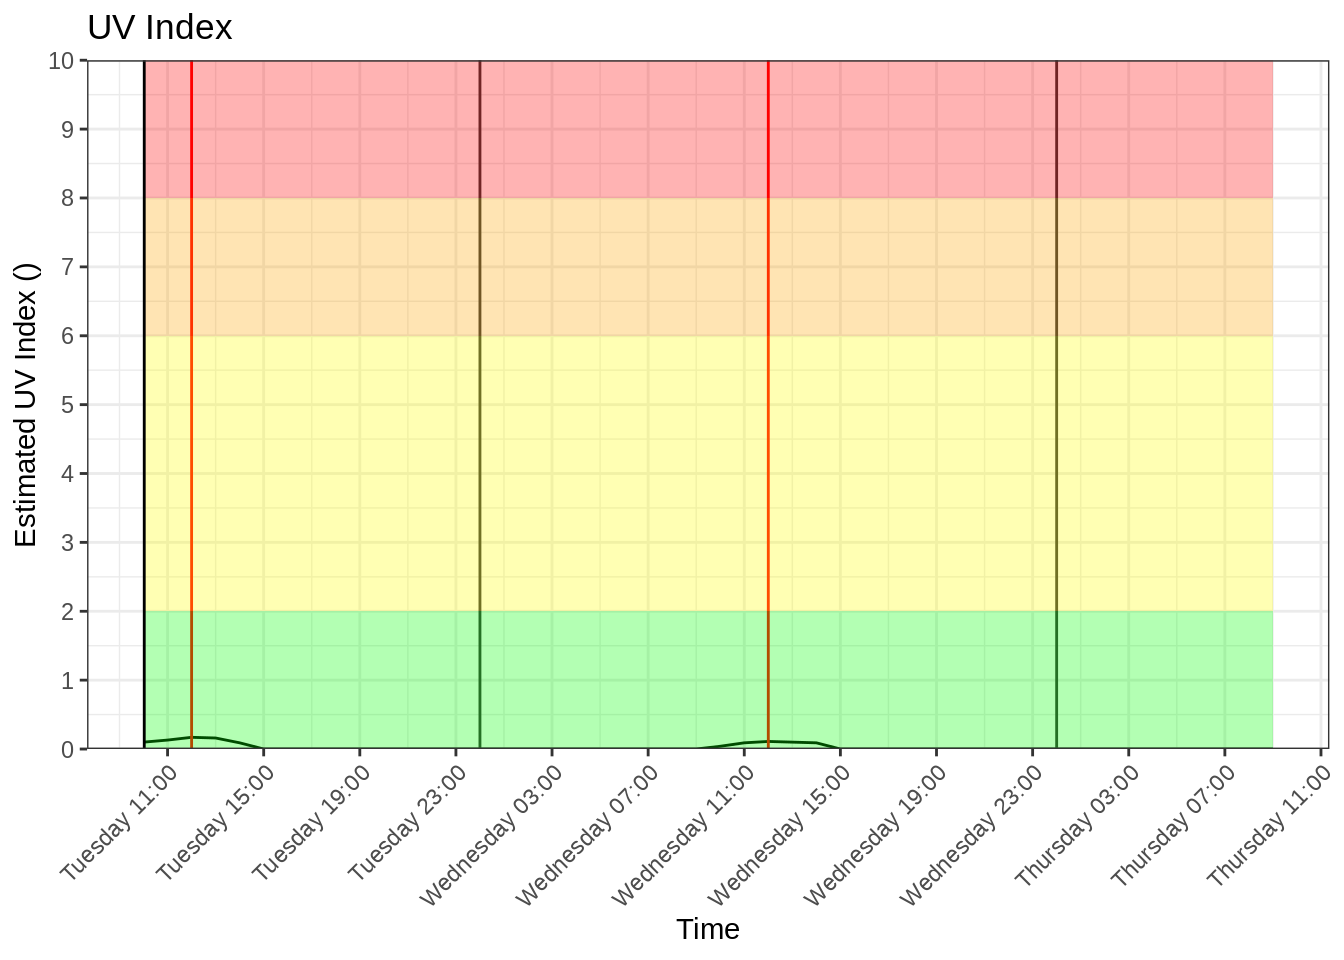 UV Index
Estimated UV Index ()
10
9
8
7
6
5
4
3
2
1
0
Tuesday 11:00
Tuesday 15:00
Tuesday 19:00
Tuesday 23:00
Wednesday 03:00
Wednesday 07:00
Wednesday 11:00
Wednesday 15:00
Wednesday 19:00
Wednesday 23:00
Thursday 03:00
Thursday 07:00
Thursday 11:00
Time